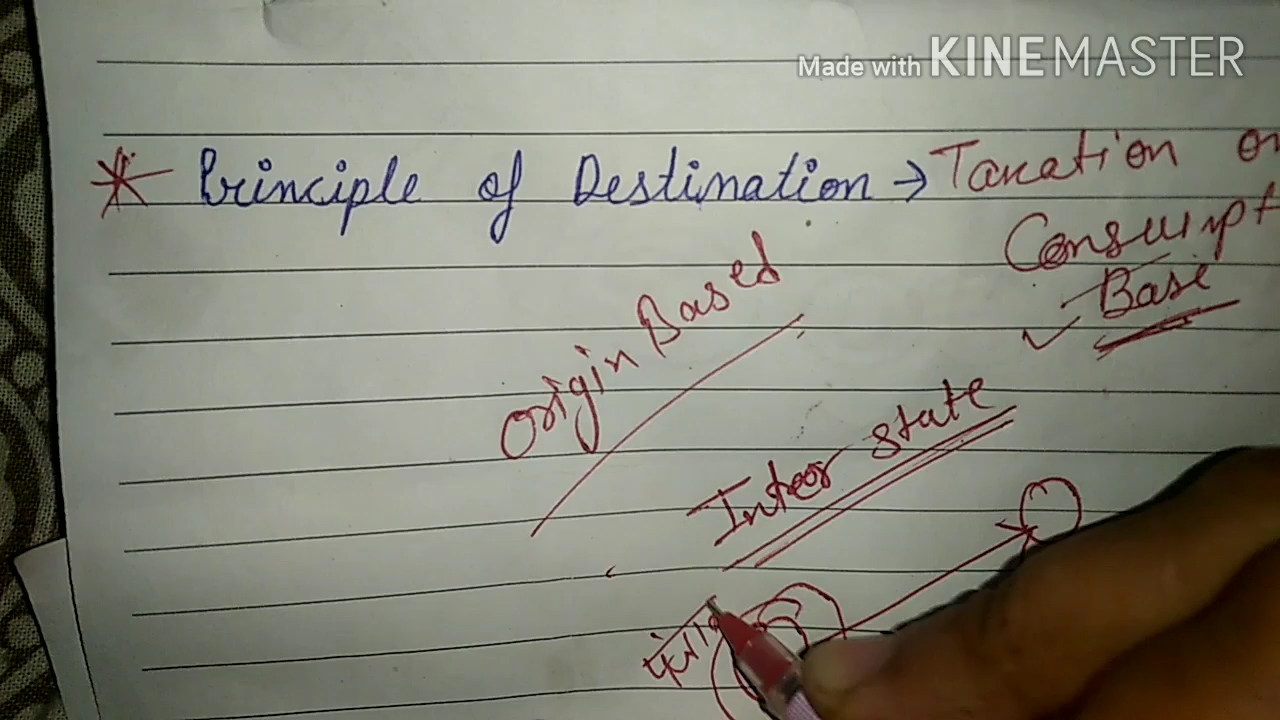 Made with KINEMASTER
* Principle of Destination → Taxation on
Consumpt
Base
Origin Based
Inter state